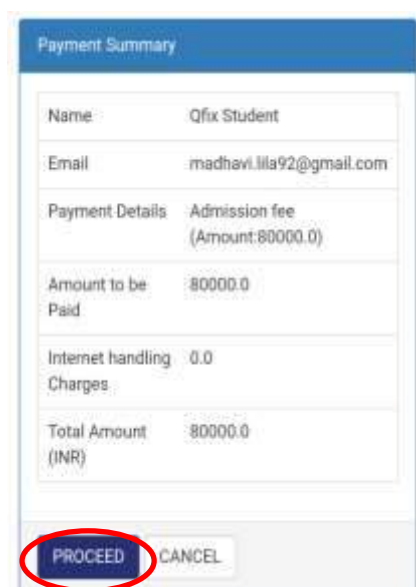 Payment Summary
Name Qfix Student
Email madhavi.lila92@gmail.com
Payment Details Admission fee
(Amount:80000.0)
Amount to be 80000.0
Paid
Internet handling 0.0
Charges
Total Amount 80000.0
(INR)
PROCEED CANCEL